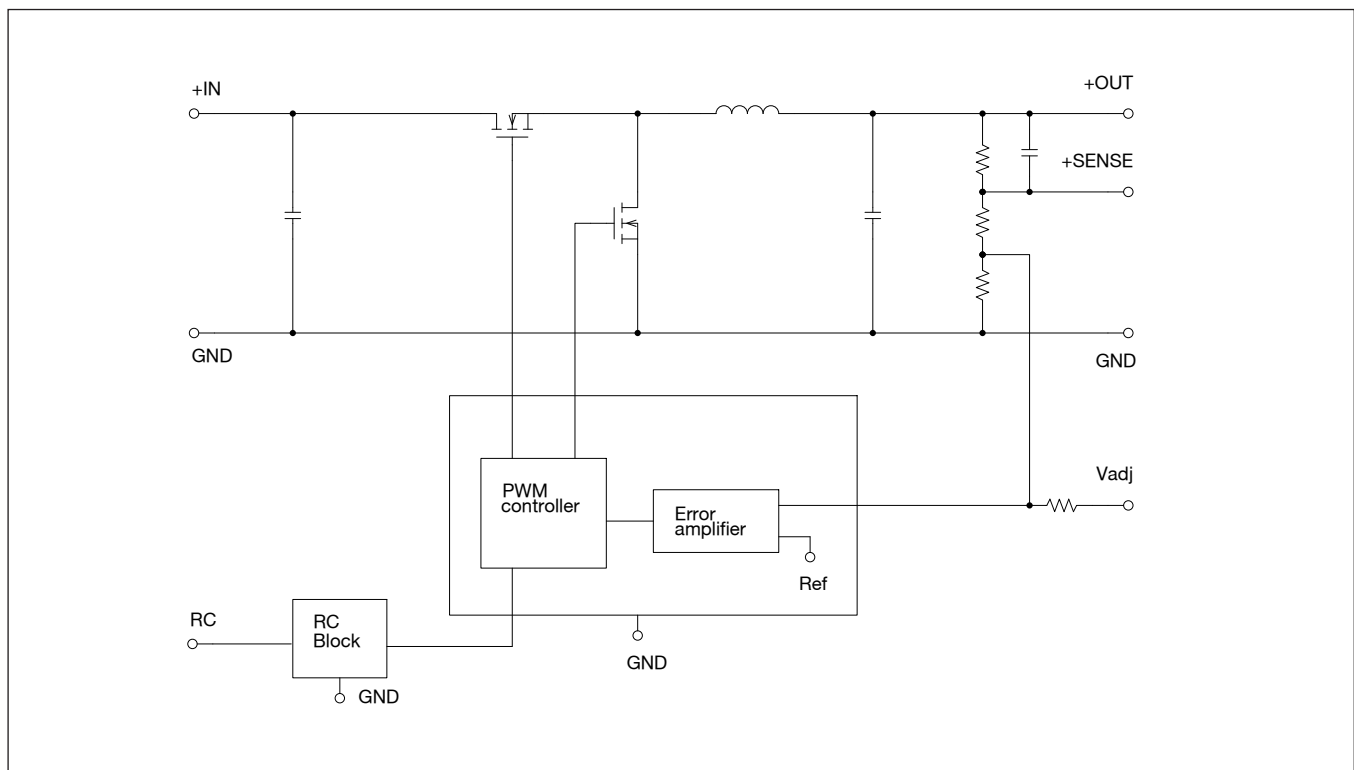 +IN
+OUT
+SENSE
GND
GND
PWM
controller
Error
amplifier
Vadj
Ref
RC
RC
Block
GND
GND